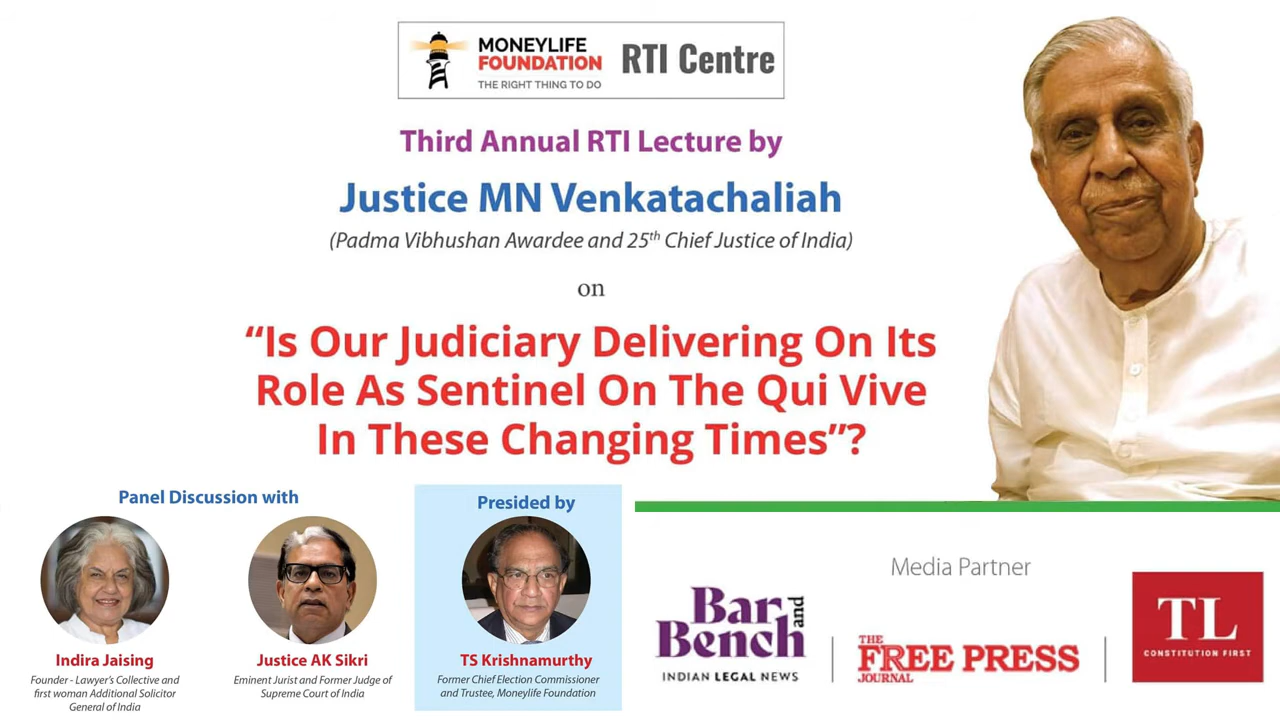 MONEYLIFE
FOUNDATION
THE RIGHT THING TO DO
RTI Centre
Third Annual RTI Lecture by
Justice MN Venkatachaliah
(Padma Vibhushan Awardee and 25th Chief Justice of India)
on
“Is Our Judiciary Delivering On Its
Role As Sentinel On The Qui Vive
In These Changing Times”?
Panel Discussion with
Indira Jaising
Founder - Lawyer’s Collective and
first woman Additional Solicitor
General of India
Justice AK Sikri
Eminent Jurist and Former Judge of
Supreme Court of India
Presided by
TS Krishnamurthy
Former Chief Election Commissioner
and Trustee, Moneylife Foundation
Media Partner
Bar and
Bench
INDIAN LEGAL NEWS
THE
FREE PRESS
JOURNAL
TL
CONSTITUTION FIRST